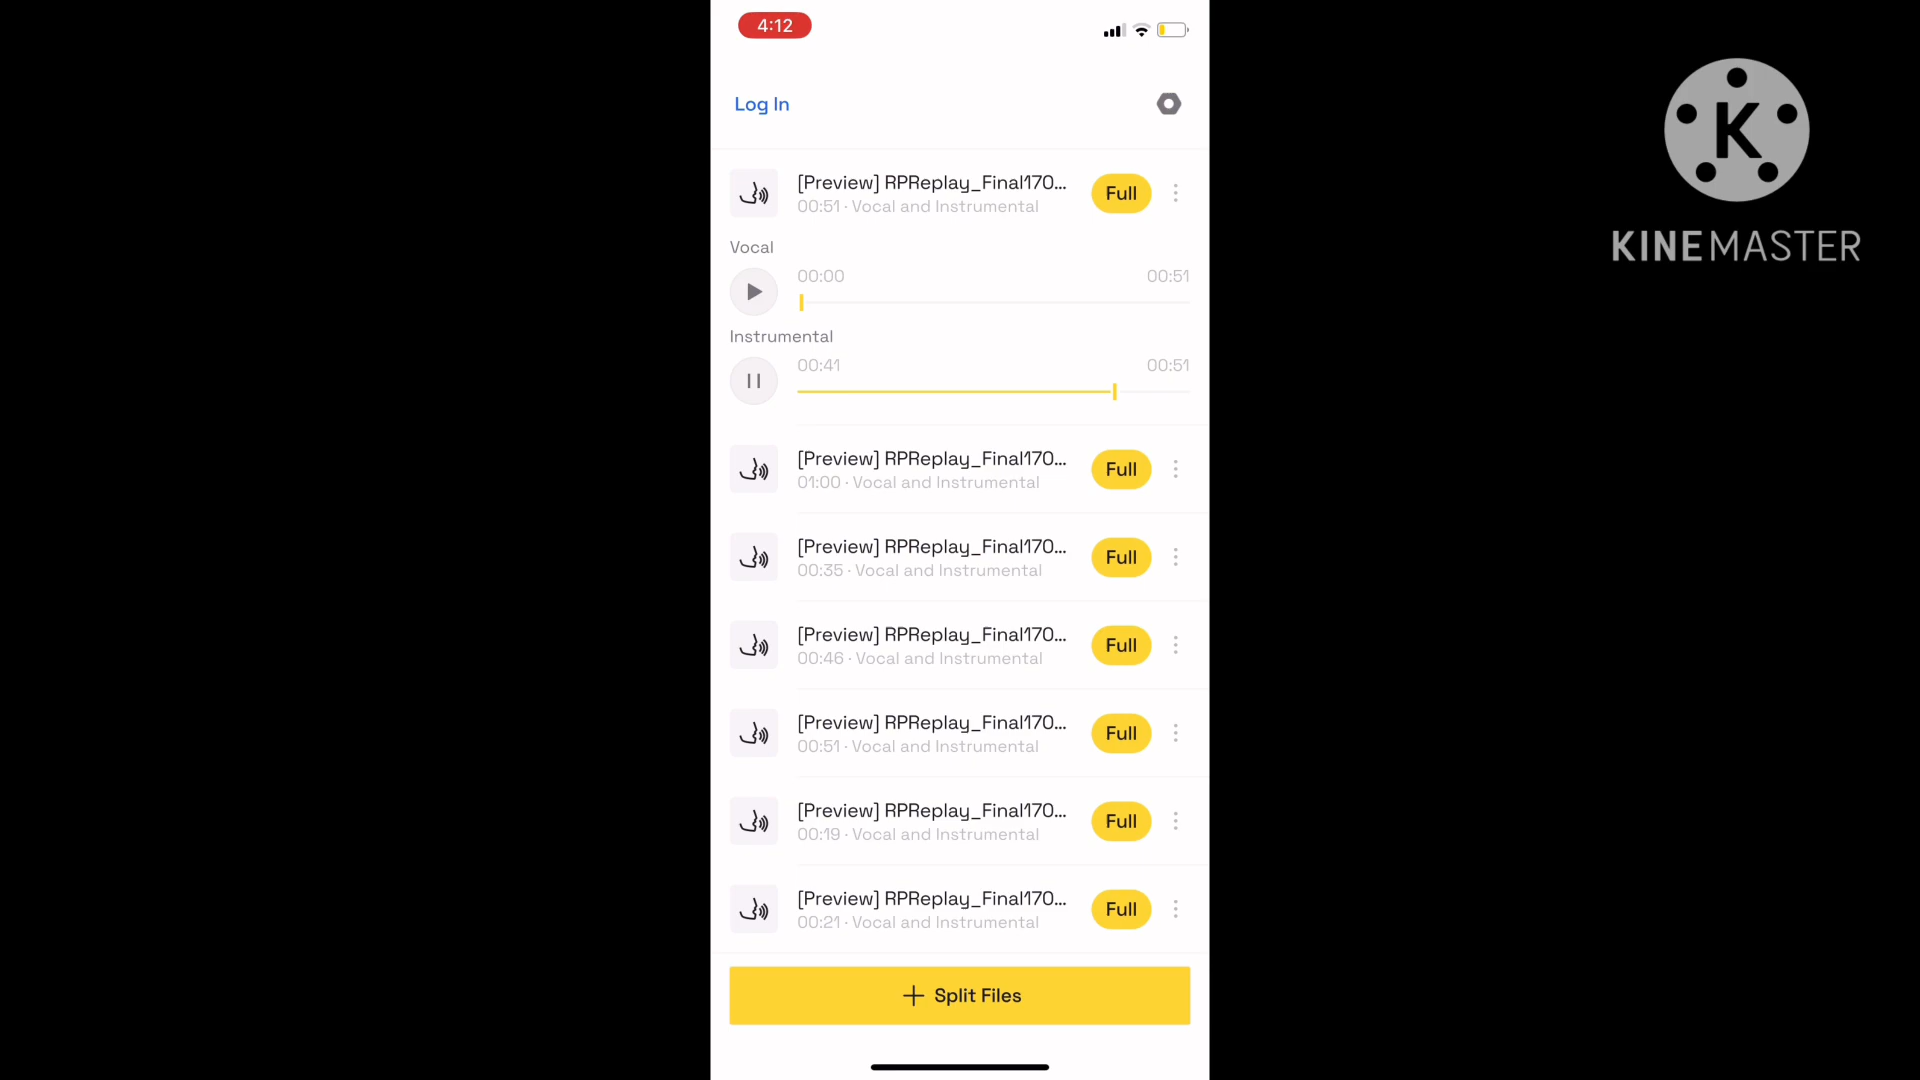 4:12
Log In
[Preview] RPReplay_Final170...
00:51 · Vocal and Instrumental
Full
Vocal
00:00
00:51
Instrumental
00:41
00:51
[Preview] RPReplay_Final170...
01:00 · Vocal and Instrumental
Full
[Preview] RPReplay_Final170...
00:35 · Vocal and Instrumental
Full
[Preview] RPReplay_Final170...
00:46 · Vocal and Instrumental
Full
[Preview] RPReplay_Final170...
00:51 · Vocal and Instrumental
Full
[Preview] RPReplay_Final170...
00:19 · Vocal and Instrumental
Full
[Preview] RPReplay_Final170...
00:21 · Vocal and Instrumental
Full
+ Split Files
K
KINEMASTER